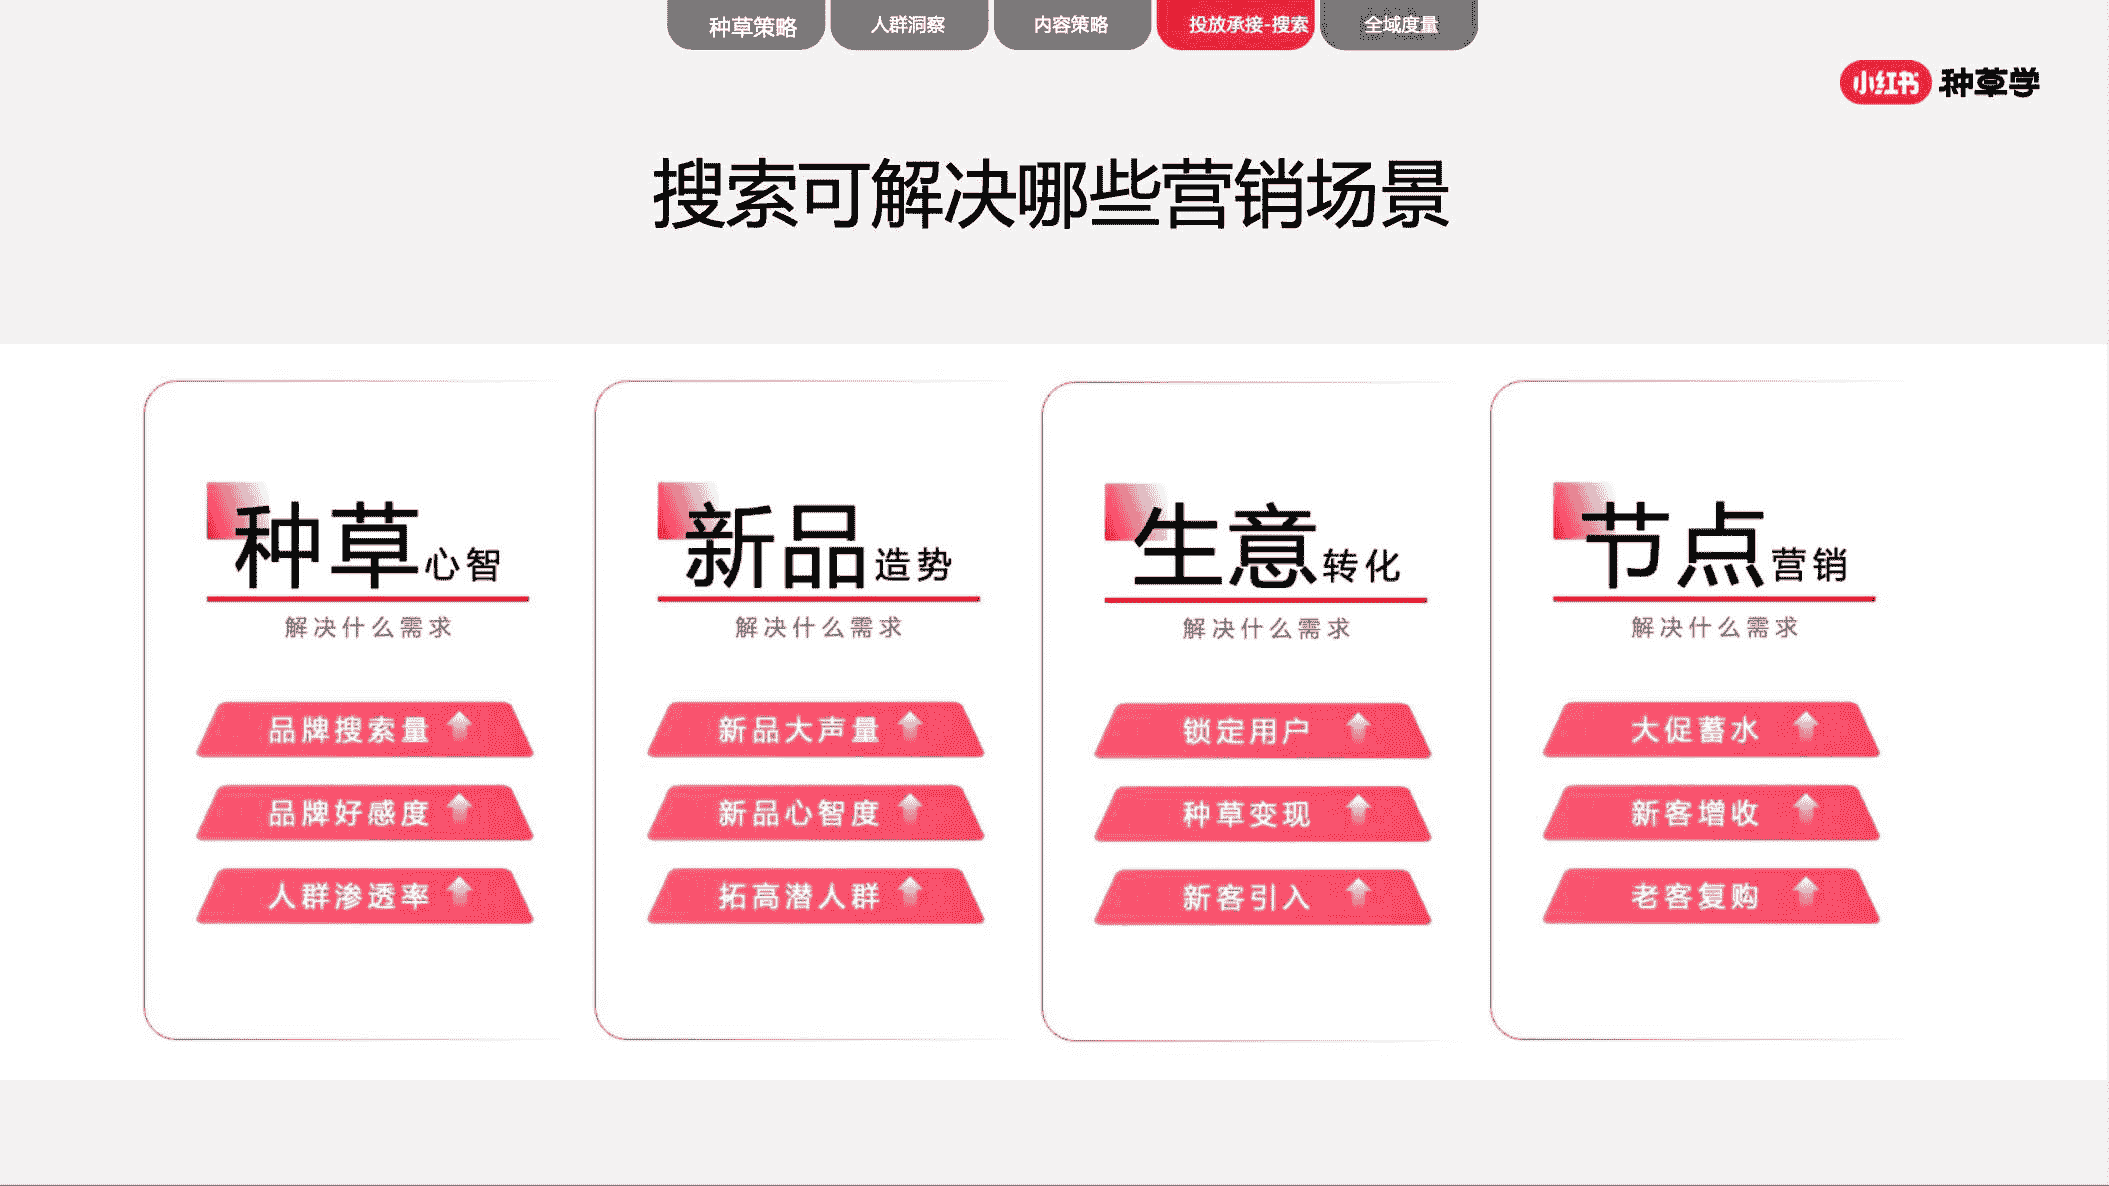 种草策略
人群洞察
内容策略
投放承接-搜索
全域度量
小红书 种草学
搜索可解决哪些营销场景
种草心智
解决什么需求
品牌搜索量
品牌好感度
人群渗透率
新品造势
解决什么需求
新品大声量
新品心智度
拓高潜人群
生意转化
解决什么需求
锁定用户
种草变现
新客引入
节点营销
解决什么需求
大促蓄水
新客增收
老客复购